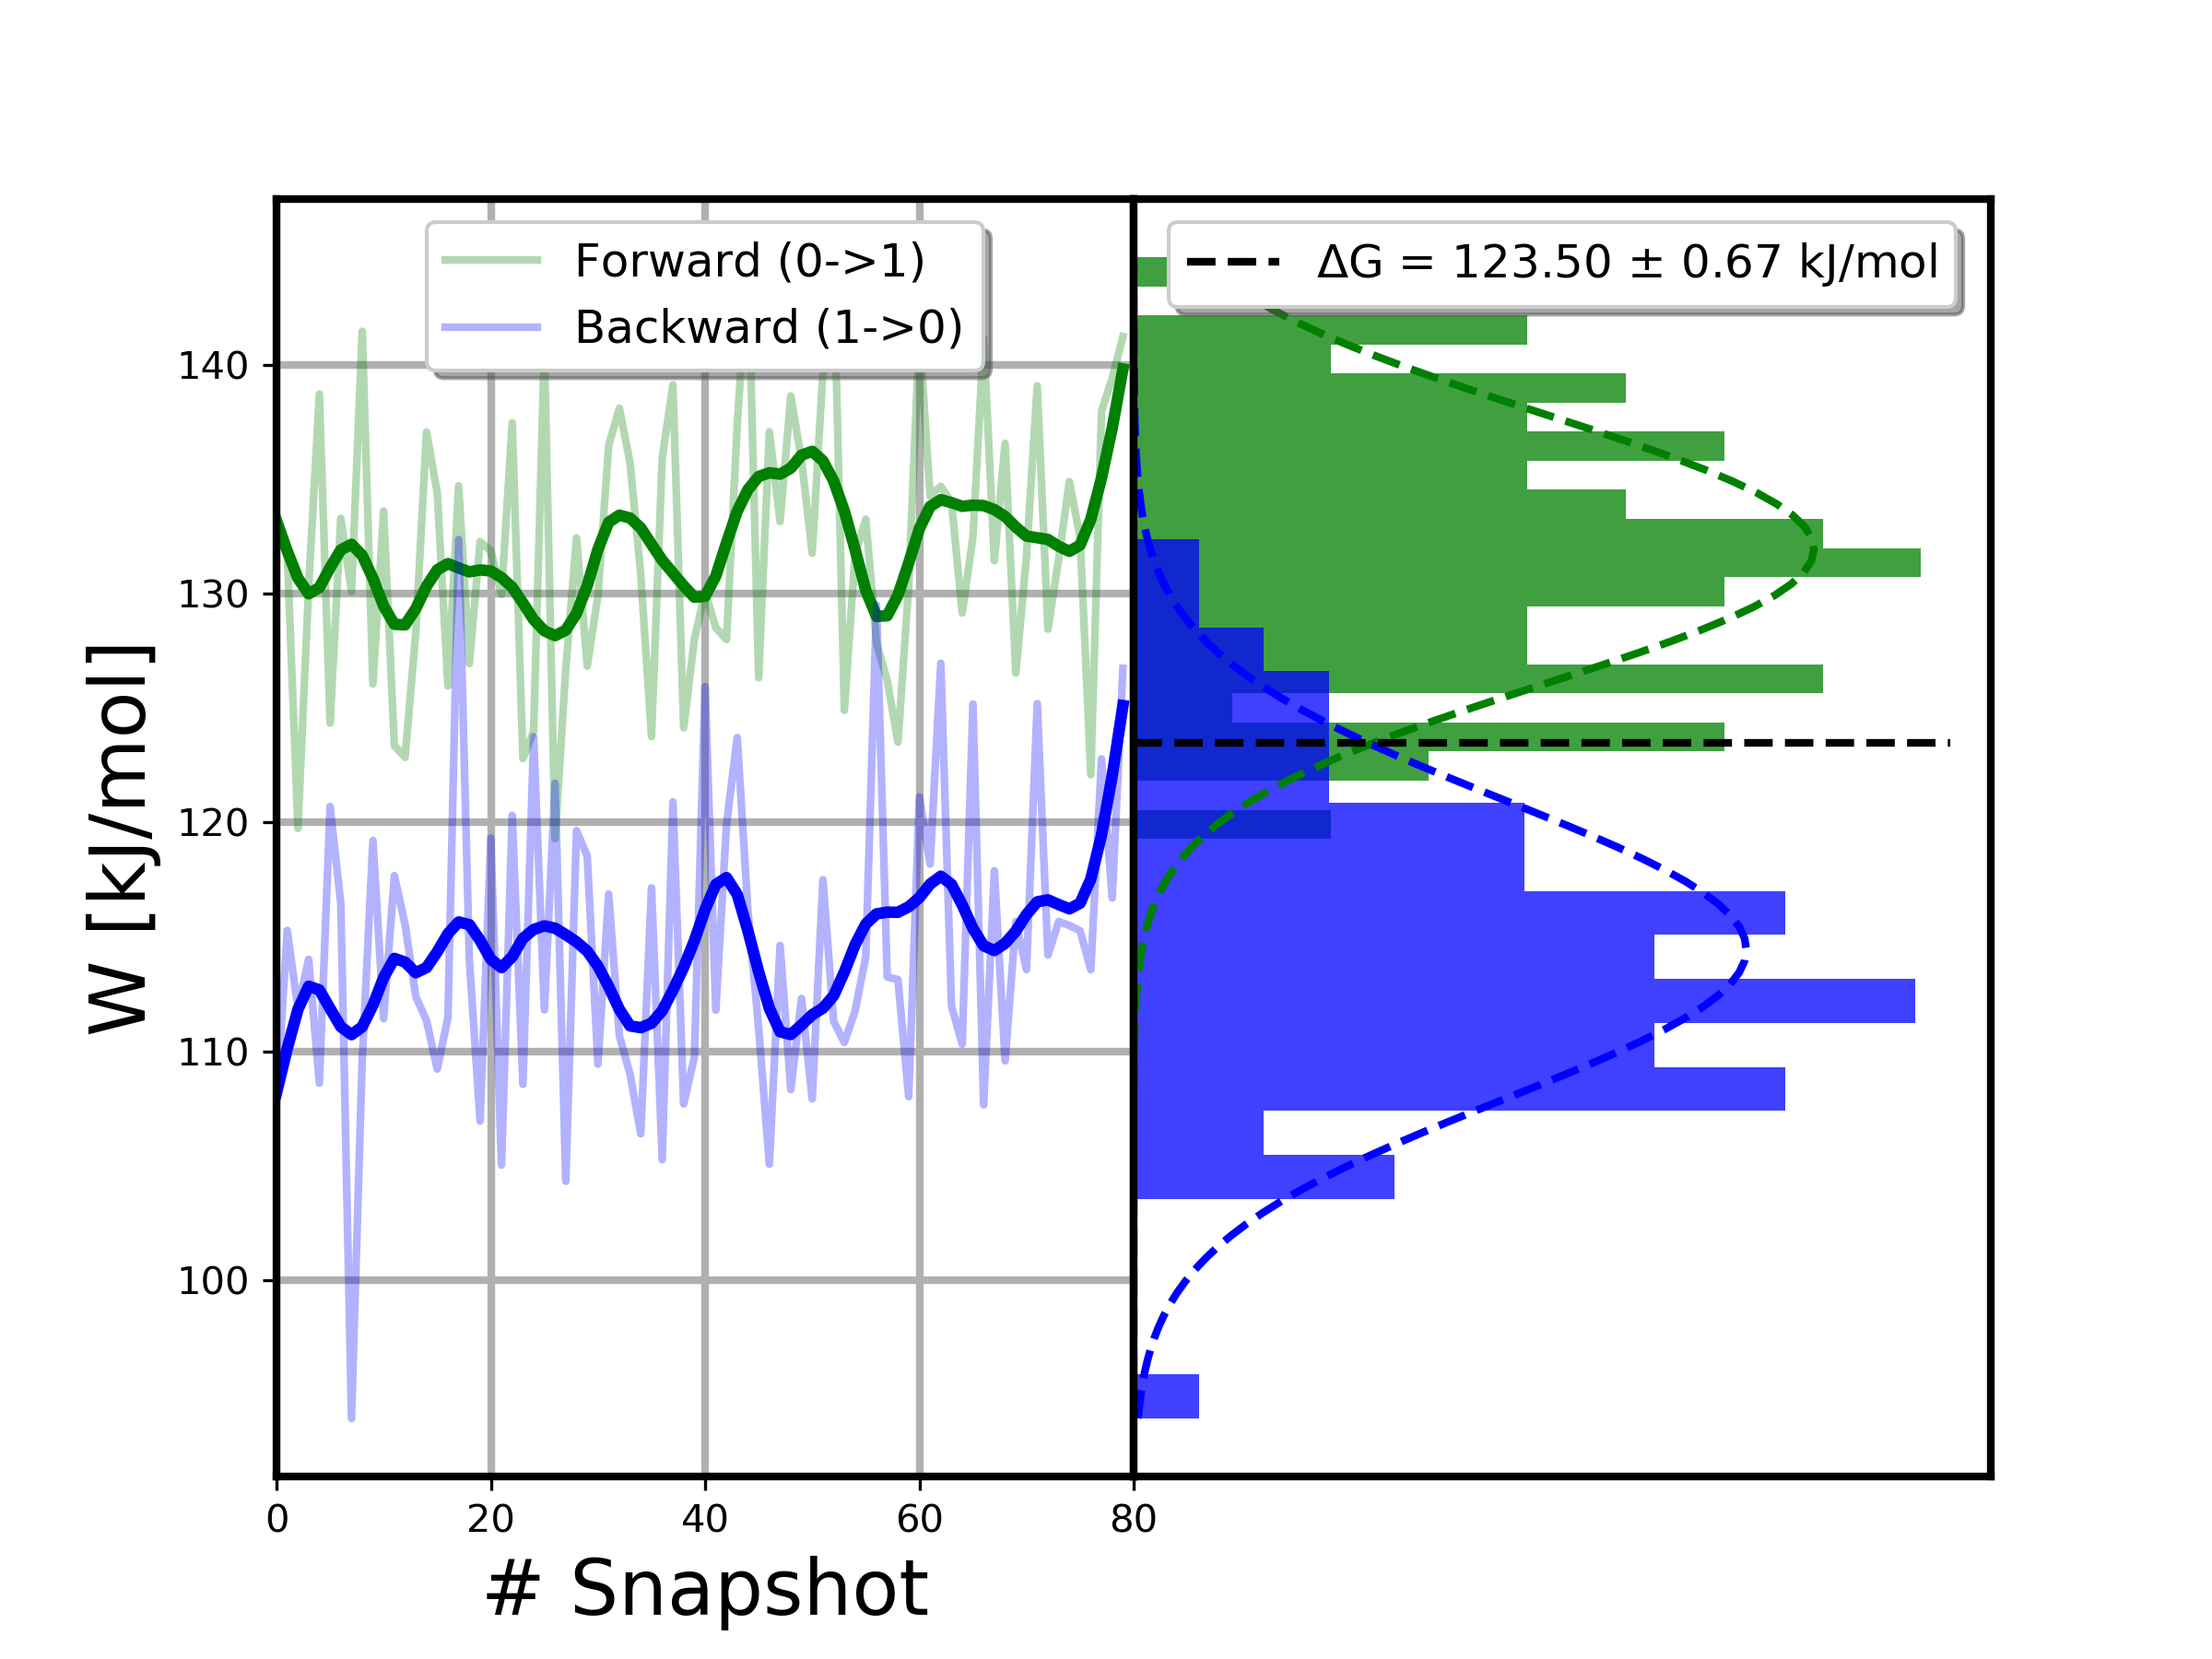 Forward (0->1)
Backward (1->0)
ΔG = 123.50 ± 0.67 kJ/mol
140
130
120
110
100
W [kJ/mol]
0 20 40 60 80
# Snapshot